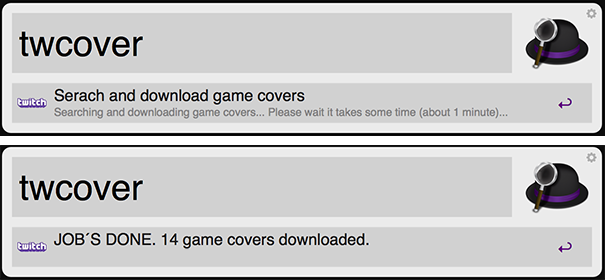 twcover
twitch
Serach and download game covers
Searching and downloading game covers... Please wait it takes some time (about 1 minute)...
twcover
twitch
JOB´S DONE. 14 game covers downloaded.